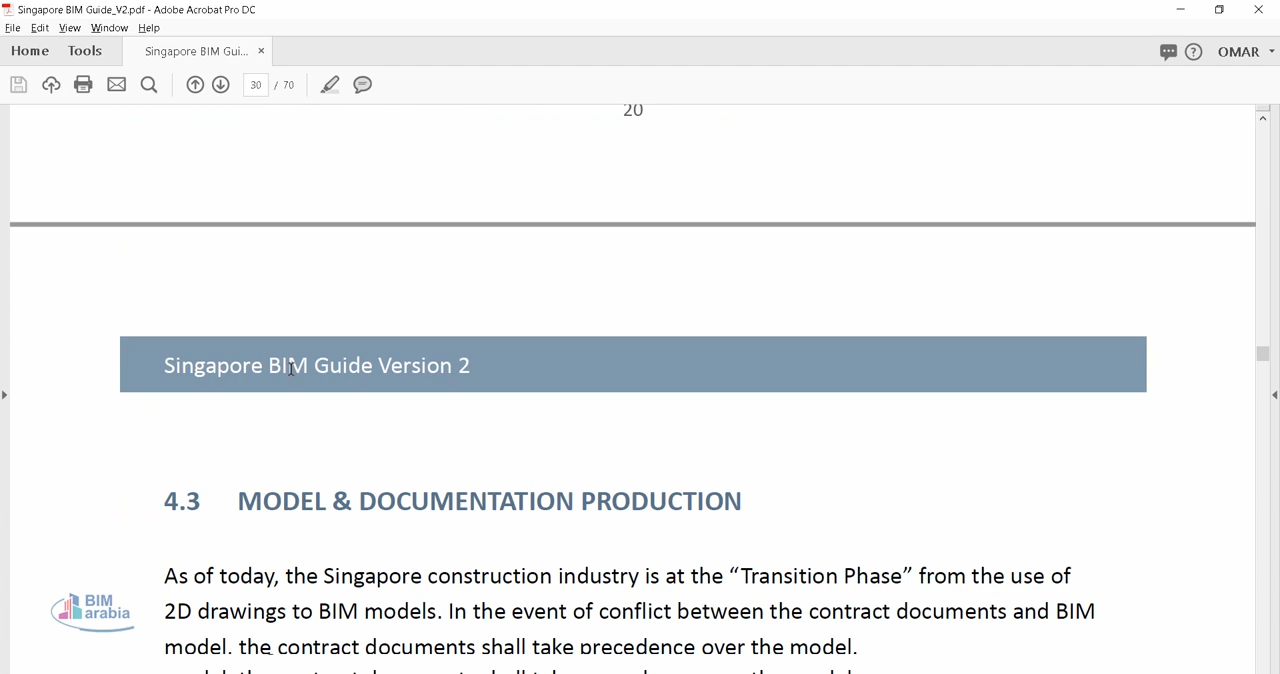 Singapore BIM Guide_V2.pdf - Adobe Acrobat Pro DC
File Edit View Window Help
Home Tools Singapore BIM Gui... × OMAR
30 / 70
20
Singapore BIM Guide Version 2
4.3 MODEL & DOCUMENTATION PRODUCTION
As of today, the Singapore construction industry is at the “Transition Phase” from the use of
2D drawings to BIM models. In the event of conflict between the contract documents and BIM
model, the contract documents shall take precedence over the model.
BIM
arabia